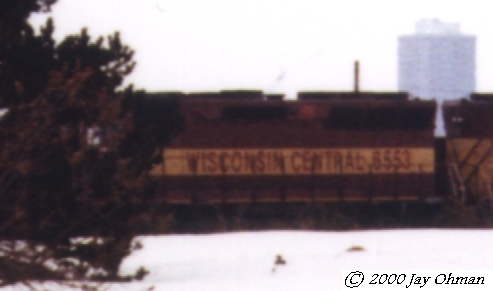 WISCONSIN CENTRAL 6553
© 2000 Jay Ohman